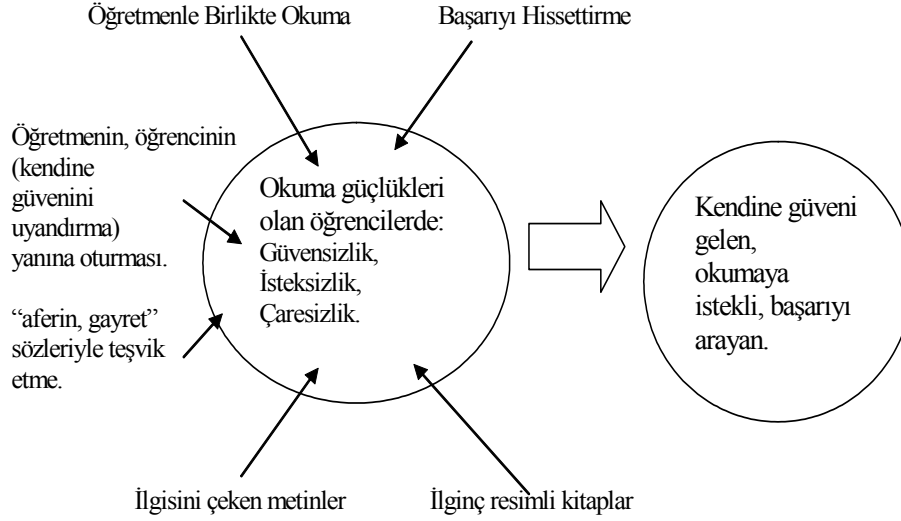 Öğretmenle Birlikte Okuma
Başarıyı Hissettirme
Öğretmenin, öğrencinin
(kendine
güvenini
uyandırma)
yanına oturması.
“aferin, gayret”
sözleriyle teşvik
etme.
Okuma güçlükleri
olan öğrencilerde:
Güvensizlik,
İsteksizlik,
Çaresizlik.
Kendine güveni
gelen,
okumaya
istekli, başarıyı
arayan.
İlgisini çeken metinler
İlginç resimli kitaplar